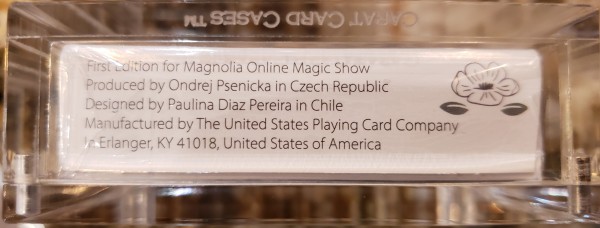 CARAT CARD CASES™
First Edition for Magnolia Online Magic Show
Produced by Ondrej Psenicka in Czech Republic
Designed by Paulina Diaz Pereira in Chile
Manufactured by The United States Playing Card Company
In Erlanger, KY 41018, United States of America